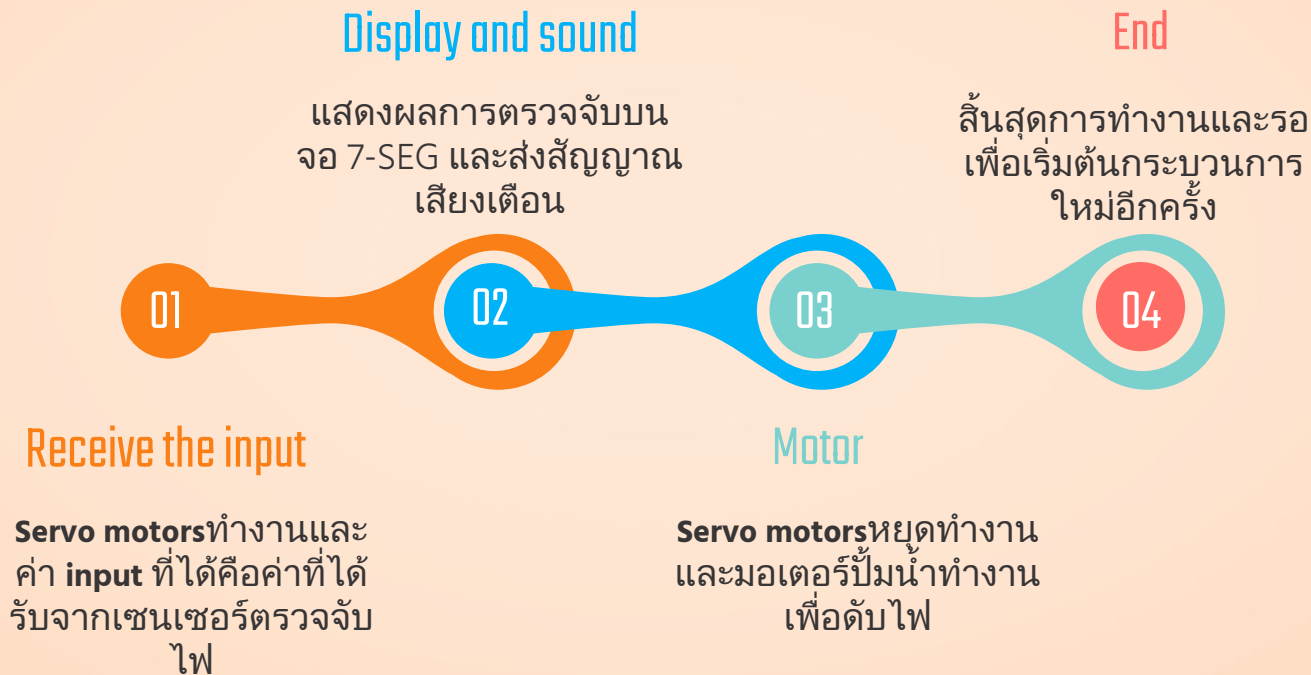 Display and sound
แสดงผลการตรวจจับบน
จอ 7-SEG และส่งสัญญาณ
เสียงเตือน
End
สิ้นสุดการทำงานและรอ
เพื่อเริ่มต้นกระบวนการ
ใหม่อีกครั้ง
01
02
03
04
Receive the input
Servo motorsทำงานและ
ค่า input ที่ได้คือค่าที่ได้
รับจากเซนเซอร์ตรวจจับ
ไฟ
Motor
Servo motorsหยุดทำงาน
และมอเตอร์ปั้มน้ำทำงาน
เพื่อดับไฟ